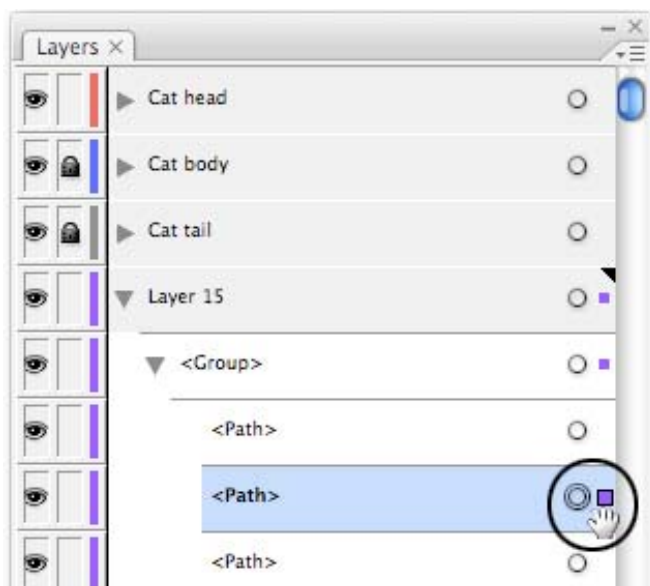 Layers
Cat head
Cat body
Cat tail
Layer 15
<Group>
<Path>
<Path>
<Path>